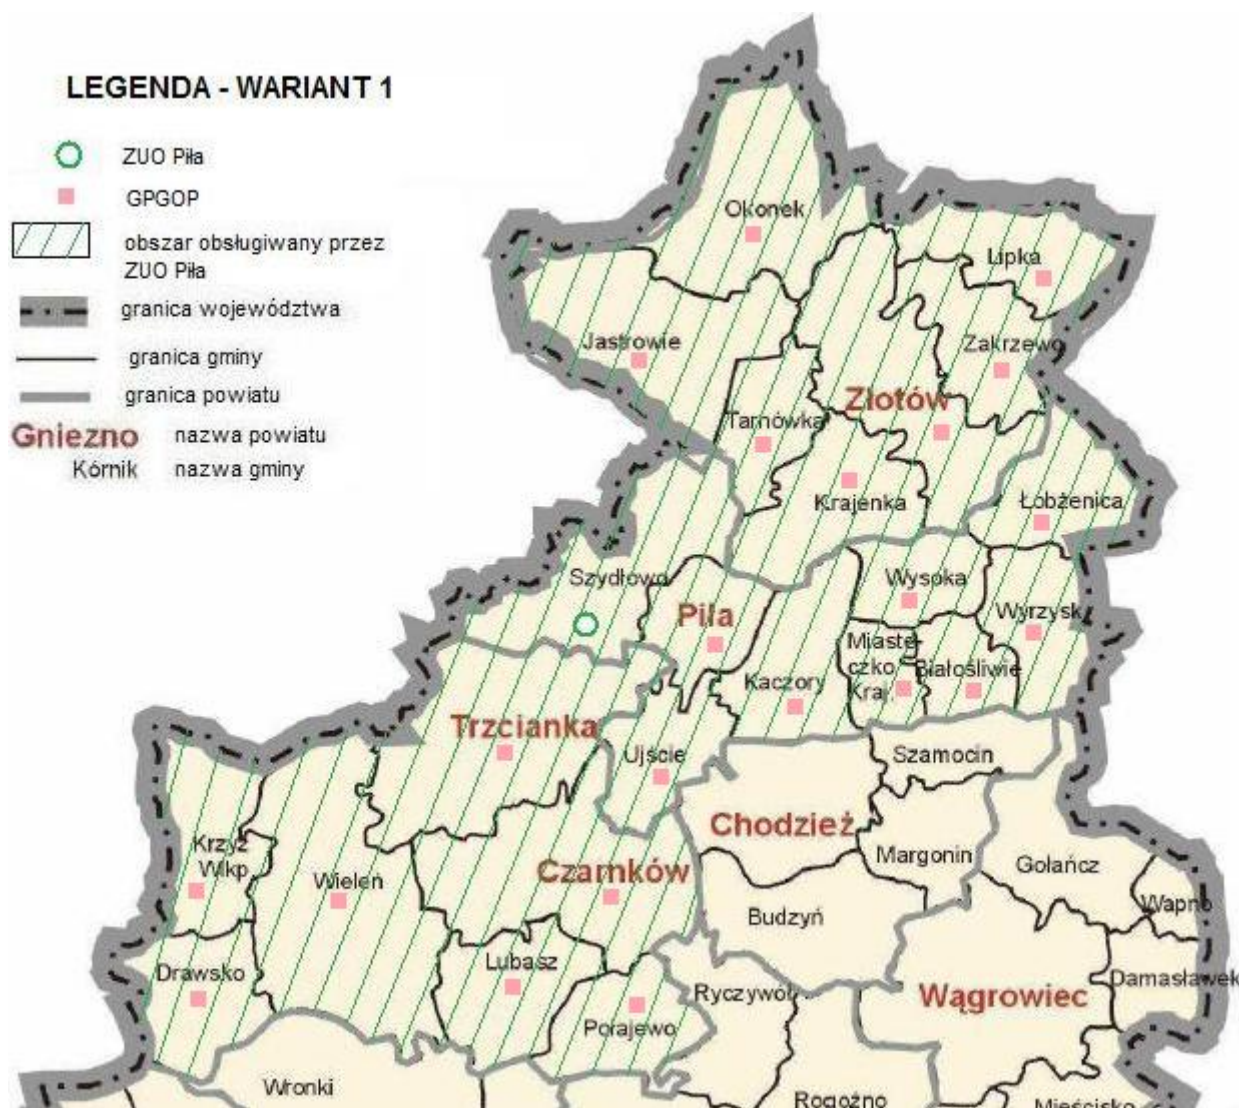 LEGENDA - WARIANT 1
ZUO Piła
GPGOP
obszar obsługiwany przez
ZUO Piła
granica województwa
granica gminy
granica powiatu
Gniezno nazwa powiatu
Kórnik nazwa gminy
Okonek
Lipka
Jastrowie
Zakrzewo
Złotów
Tarnówka
Krajenka
Łobżenica
Szydłowo
Wysoka
Piła
Wyrzysk
Miaste
czko
Kraj.
Białośliwie
Kaczory
Trzcianka
Ujście
Szamocin
Chodzież
Krzyż
Wlkp
Margonin
Gołańcz
Czarnków
Wieleń
Budzyń
Wapno
Drawsko
Lubasz
Damasławek
Ryczywół
Wągrowiec
Połajewo
Wronki
Rogoźno
Mieścisko